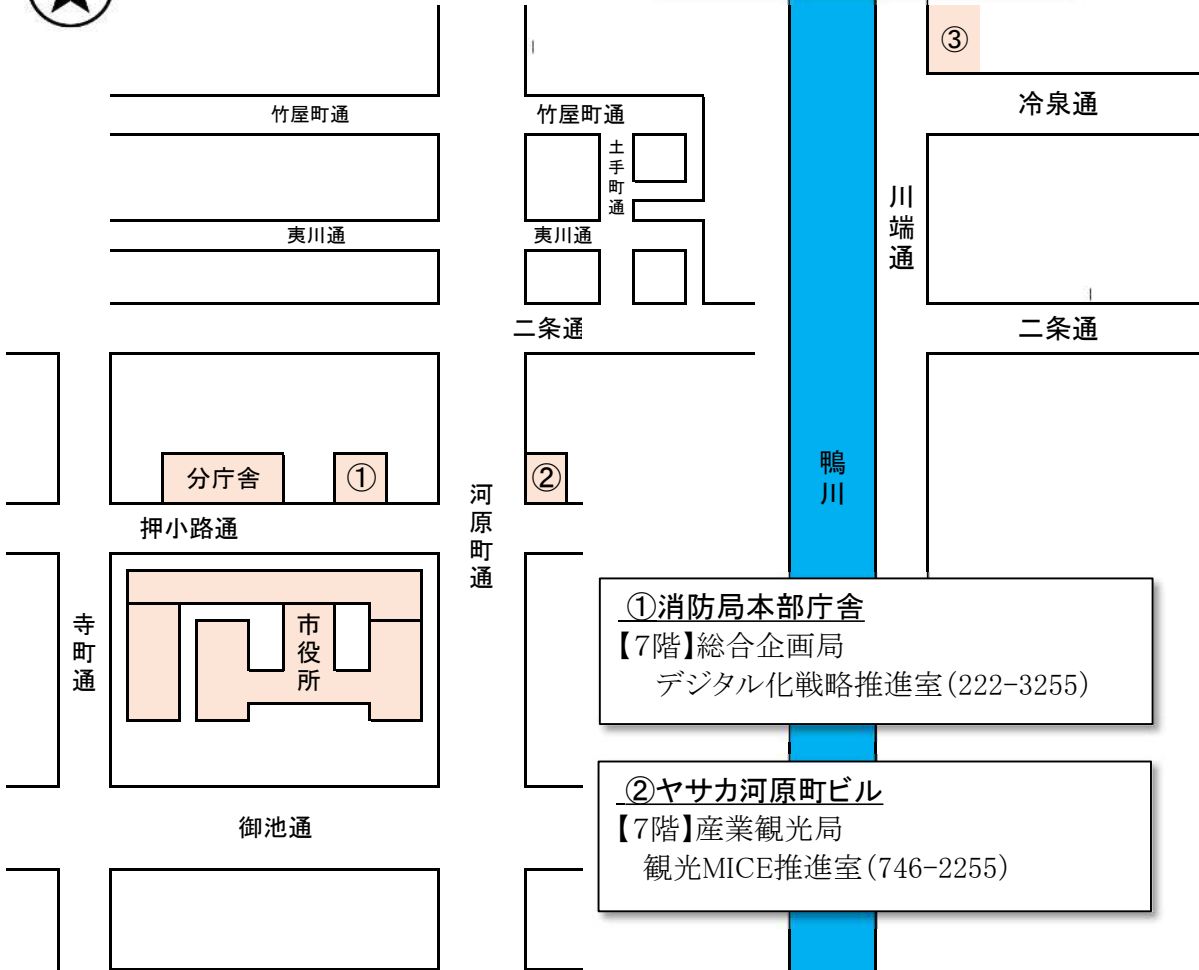 ③
竹屋町通
竹屋町通
冷泉通
土手町通
川端通
夷川通
夷川通
二条通
二条通
分庁舎
①
②
鴨川
河原町通
押小路通
寺町通
市役所
①消防局本部庁舎
【7階】総合企画局
デジタル化戦略推進室(222-3255)
②ヤサカ河原町ビル
【7階】産業観光局
観光MICE推進室(746-2255)
御池通